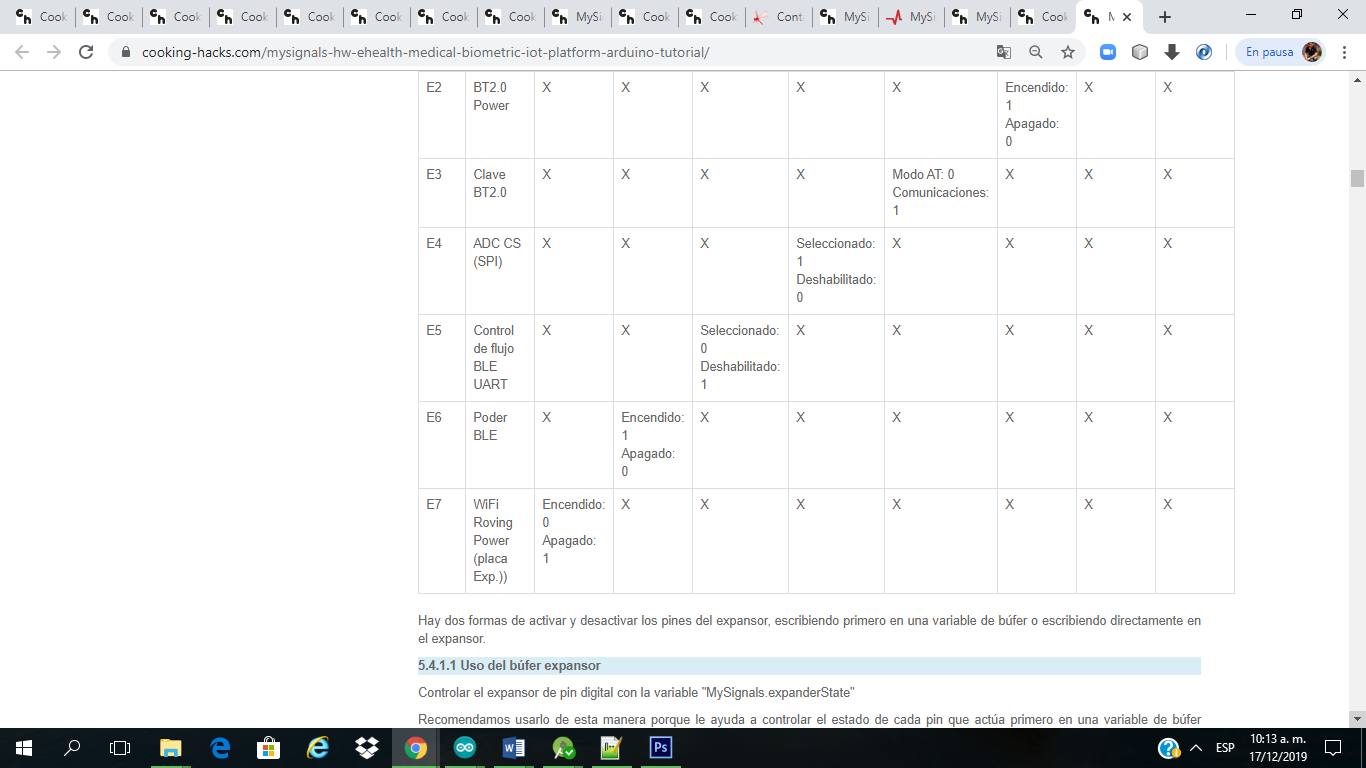 Cook
Cook
Cook
Cook
Cook
Cook
Cook
Cook
MySi
Cook
Cook
Cont
MySi
MySi
MySi
Cook
M
cooking-hacks.com/mysignals-hw-ehealth-medical-biometric-iot-platform-arduino-tutorial/
En pausa
E2 BT2.0 Power X X X X X Encendido: 1 Apagado: 0 X X
E3 Clave BT2.0 X X X X Modo AT: 0 Comunicaciones: 1 X X X
E4 ADC CS (SPI) X X X Seleccionado: 1 Deshabilitado: 0 X X X X
E5 Control de flujo BLE UART X X Seleccionado: 0 Deshabilitado: 1 X X X X X
E6 Poder BLE X Encendido: 1 Apagado: 0 X X X X X X
E7 WiFi Roving Power (placa Exp.)) Encendido: 0 Apagado: 1 X X X X X X X
Hay dos formas de activar y desactivar los pines del expansor, escribiendo primero en una variable de búfer o escribiendo directamente en
el expansor.
5.4.1.1 Uso del búfer expansor
Controlar el expansor de pin digital con la variable "MySignals.expanderState"
Recomendamos usarlo de esta manera porque le ayuda a controlar el estado de cada pin que actúa primero en una variable de búfer
ESP
10:13 a. m.
17/12/2019